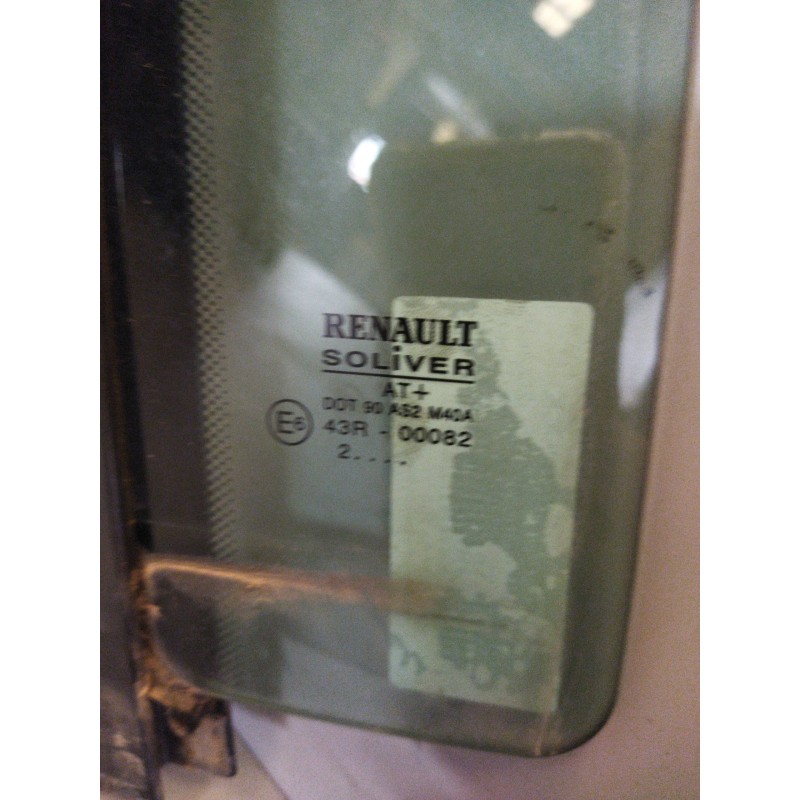 RENAULT
SOLiVER
AT+
DOT 90 AS2 M40A
E6 43R - 00082
2....